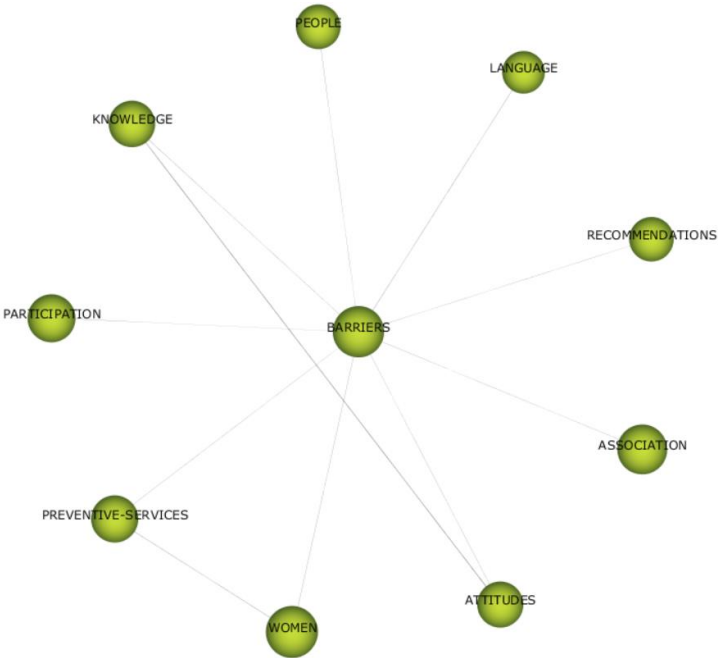 PEOPLE
LANGUAGE
KNOWLEDGE
RECOMMENDATIONS
PARTICIPATION
BARRIERS
ASSOCIATION
PREVENTIVE-SERVICES
ATTITUDES
WOMEN